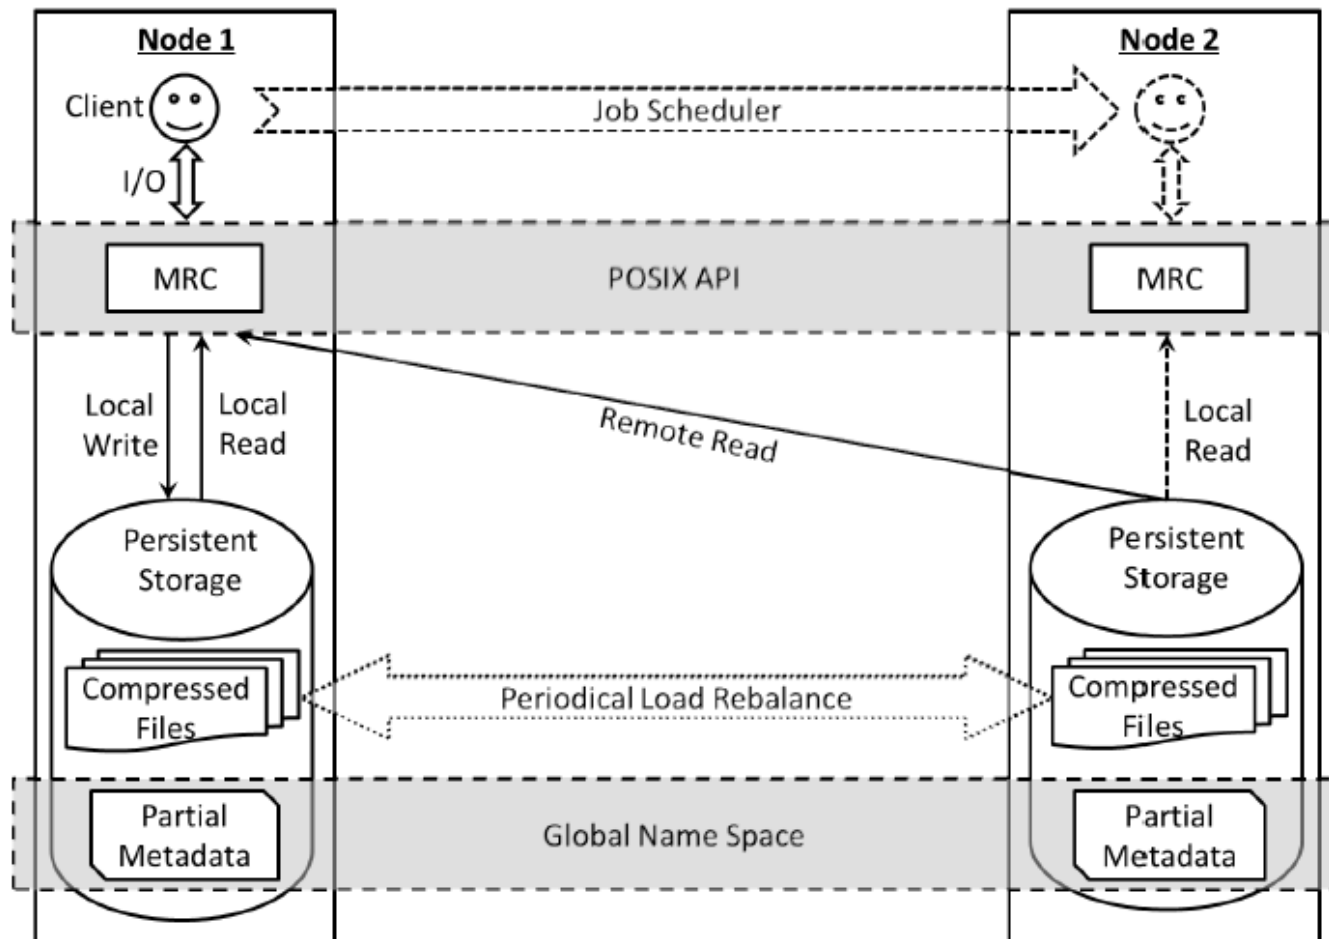 Node 1
Node 2
Client
Job Scheduler
I/O
MRC
POSIX API
MRC
Local
Write
Local
Read
Remote Read
Local
Read
Persistent
Storage
Persistent
Storage
Compressed
Files
Periodical Load Rebalance
Compressed
Files
Partial
Metadata
Global Name Space
Partial
Metadata